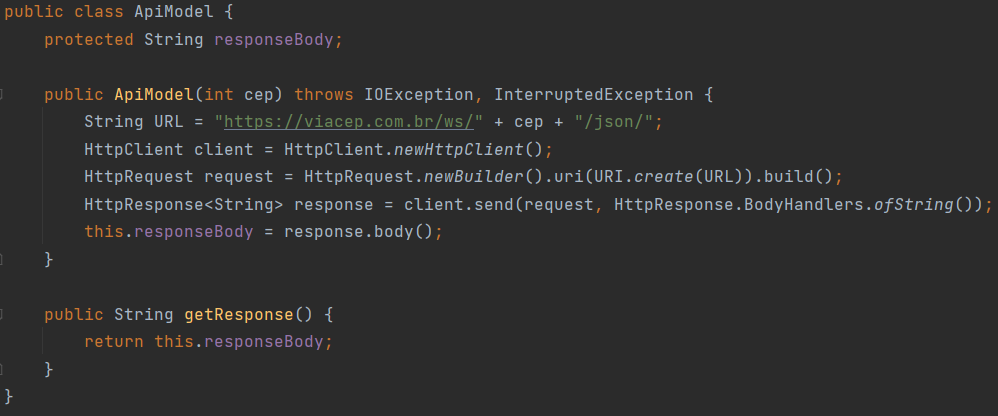 public class ApiModel {
    protected String responseBody;

    public ApiModel(int cep) throws IOException, InterruptedException {
        String URL = "https://viacep.com.br/ws/" + cep + "/json/";
        HttpClient client = HttpClient.newHttpClient();
        HttpRequest request = HttpRequest.newBuilder().uri(URI.create(URL)).build();
        HttpResponse<String> response = client.send(request, HttpResponse.BodyHandlers.ofString());
        this.responseBody = response.body();
    }

    public String getResponse() {
        return this.responseBody;
    }
}